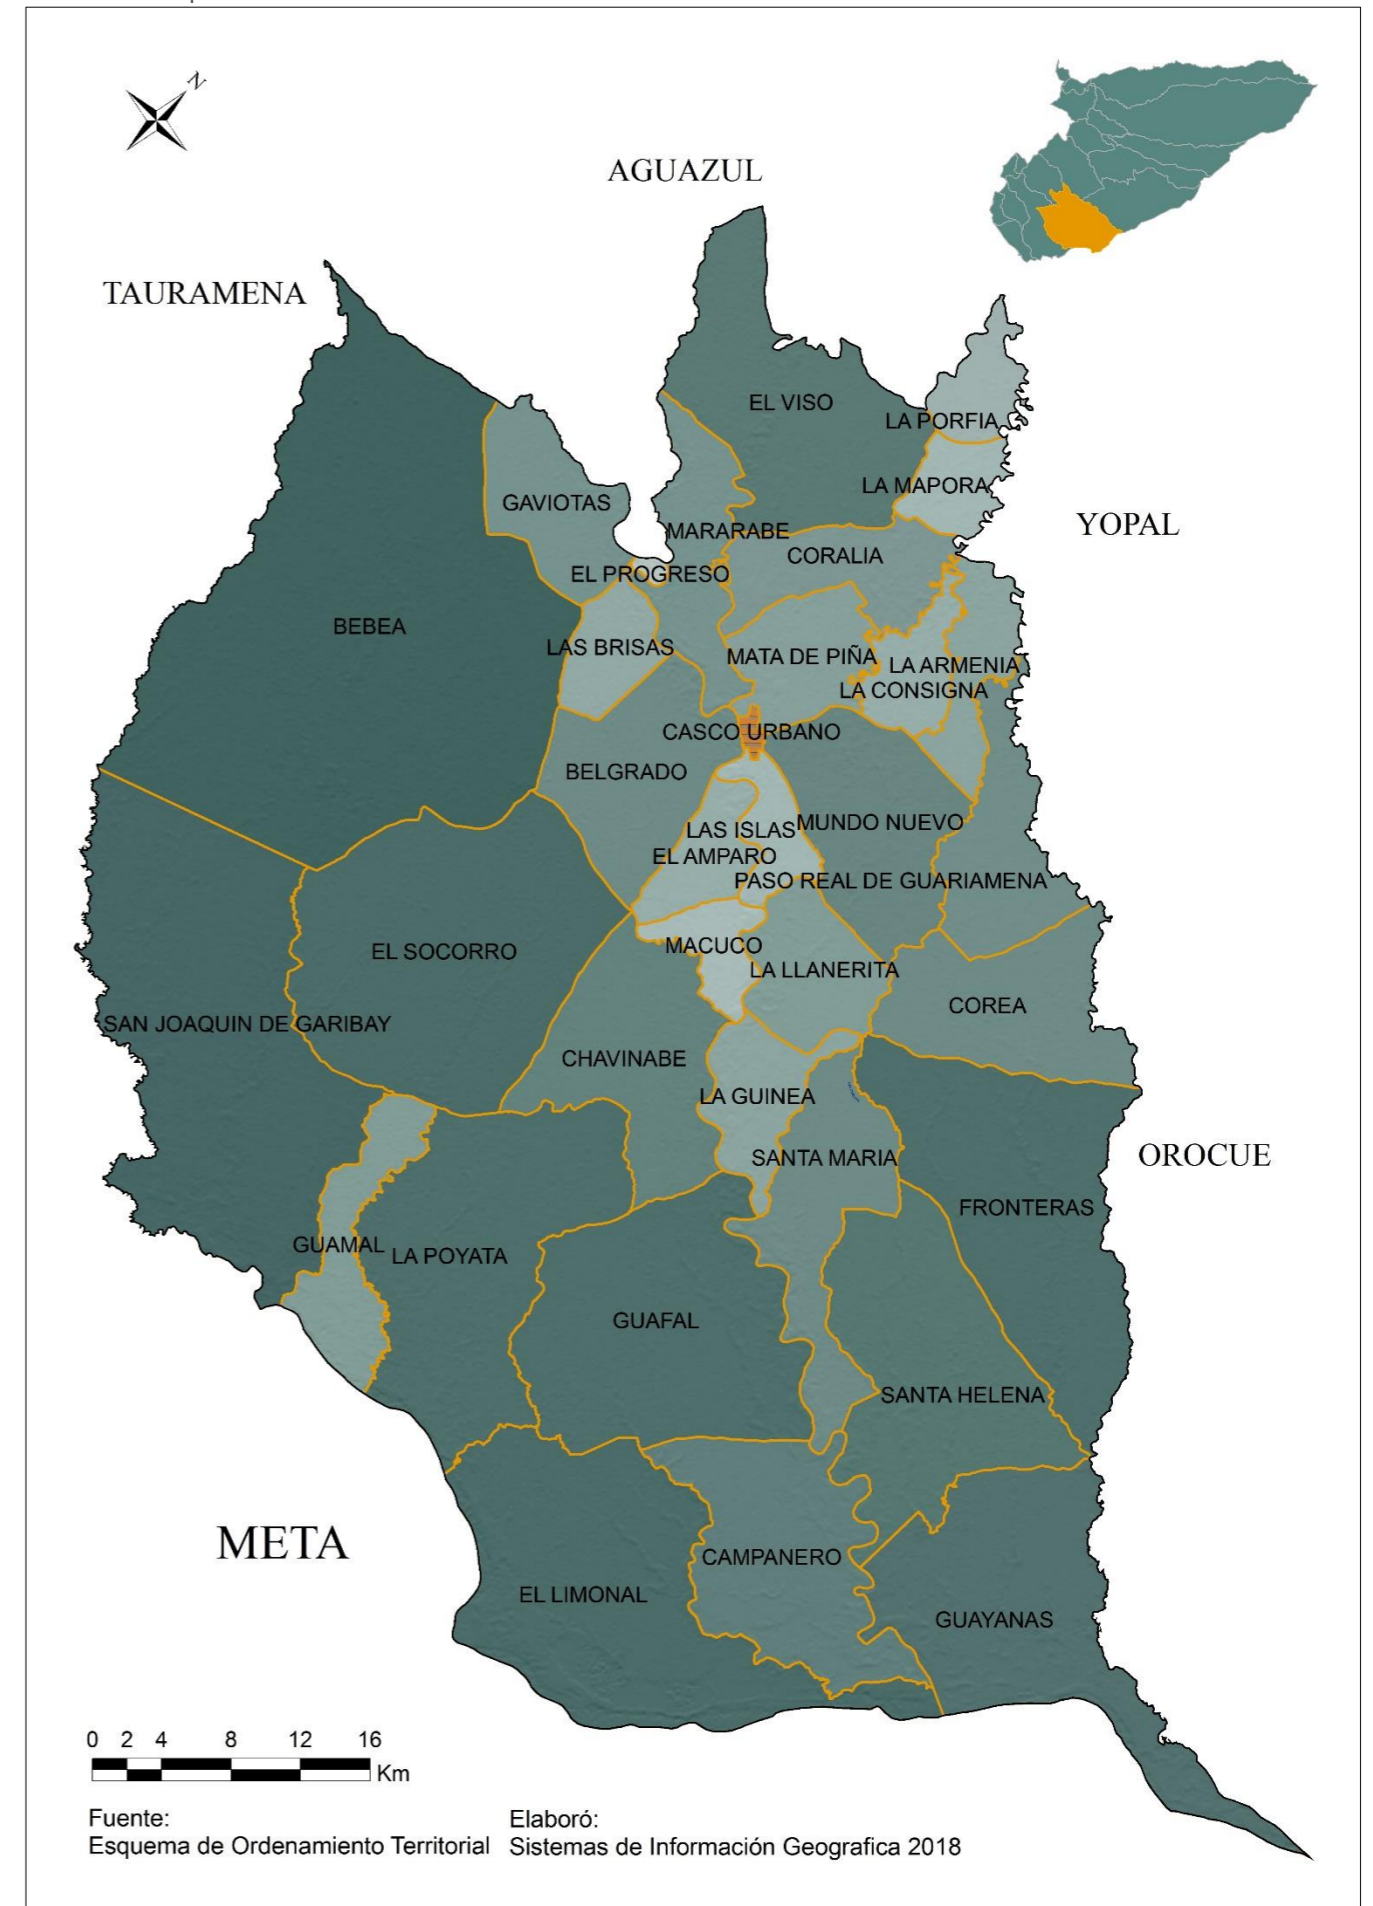 N
AGUAZUL
TAURAMENA
EL VISO
LA PORFIA
LA MAPORA
GAVIOTAS
YOPAL
MARARABE
CORALIA
EL PROGRESO
BEBEA
LAS BRISAS
MATA DE PIÑA
LA ARMENIA
LA CONSIGNA
CASCO URBANO
BELGRADO
LAS ISLAS
MUNDO NUEVO
EL AMPARO
PASO REAL DE GUARIAMENA
EL SOCORRO
MACUCO
LA LLANERITA
COREA
SAN JOAQUIN DE GARIBAY
CHAVINABE
LA GUINEA
SANTA MARIA
OROCUE
FRONTERAS
GUAMAL
LA POYATA
GUAFAL
SANTA HELENA
META
CAMPANERO
EL LIMONAL
GUAYANAS
0 2 4 8 12 16
Km
Fuente:
Esquema de Ordenamiento Territorial
Elaboró:
Sistemas de Información Geografica 2018